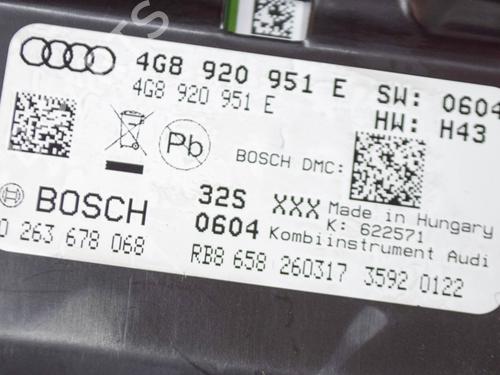 4G8 920 951 E SW: 0604
4G8 920 951 E HW: H43
Pb
BOSCH DMC:
BOSCH 32S XXX Made in Hungary
0604 K: 622571
Kombiinstrument Audi
0 263 678 068 RB8 658 260317 3592 0122